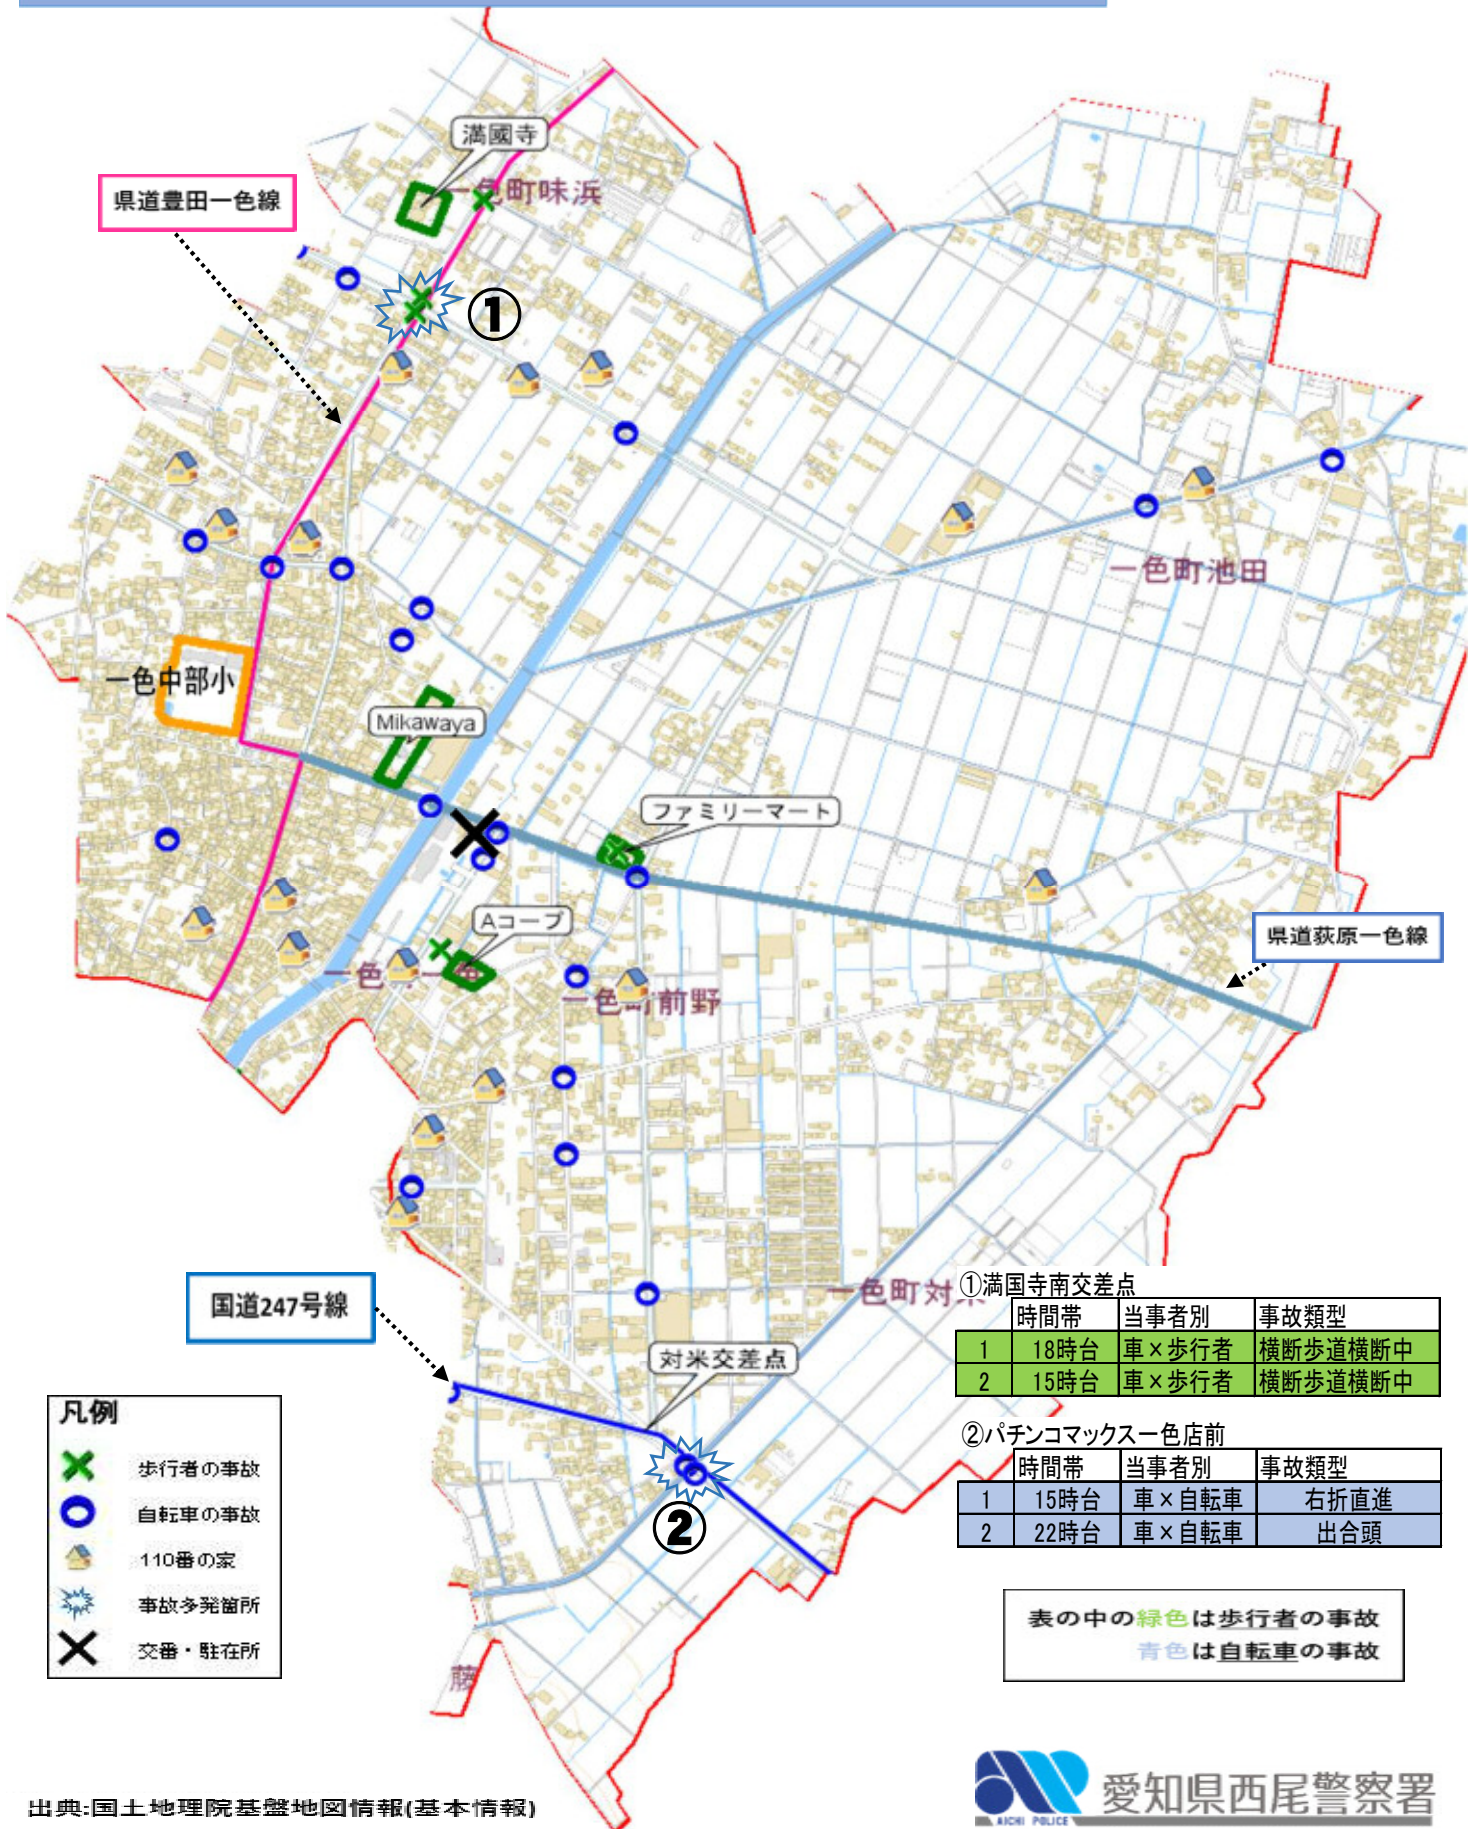 満國寺
一色町味浜
県道豊田一色線
①
一色町池田
一色中部小
Mikawaya
ファミリーマート
Aコープ
県道荻原一色線
一色町前野
国道247号線
一色町対米
対米交差点
②
①満国寺南交差点
時間帯 当事者別 事故類型
1 18時台 車×歩行者 横断歩道横断中
2 15時台 車×歩行者 横断歩道横断中
②パチンコマックス一色店前
時間帯 当事者別 事故類型
1 15時台 車×自転車 右折直進
2 22時台 車×自転車 出合頭
凡例
歩行者の事故
自転車の事故
110番の家
事故多発箇所
交番・駐在所
表の中の緑色は歩行者の事故
青色は自転車の事故
藤
出典:国土地理院基盤地図情報(基本情報)
AICHI POLICE
愛知県西尾警察署